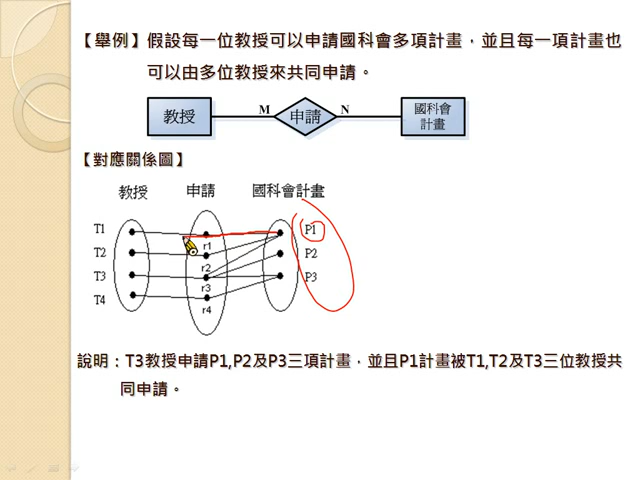 【舉例】假設每一位教授可以申請國科會多項計畫，並且每一項計畫也
可以由多位教授來共同申請。
教授 M 申請 N 國科會
計畫
【對應關係圖】
教授 申請 國科會計畫
T1 r1 P1
T2 r2 P2
T3 r3 P3
T4 r4
說明：T3教授申請P1,P2及P3三項計畫，並且P1計畫被T1,T2及T3三位教授共
同申請。